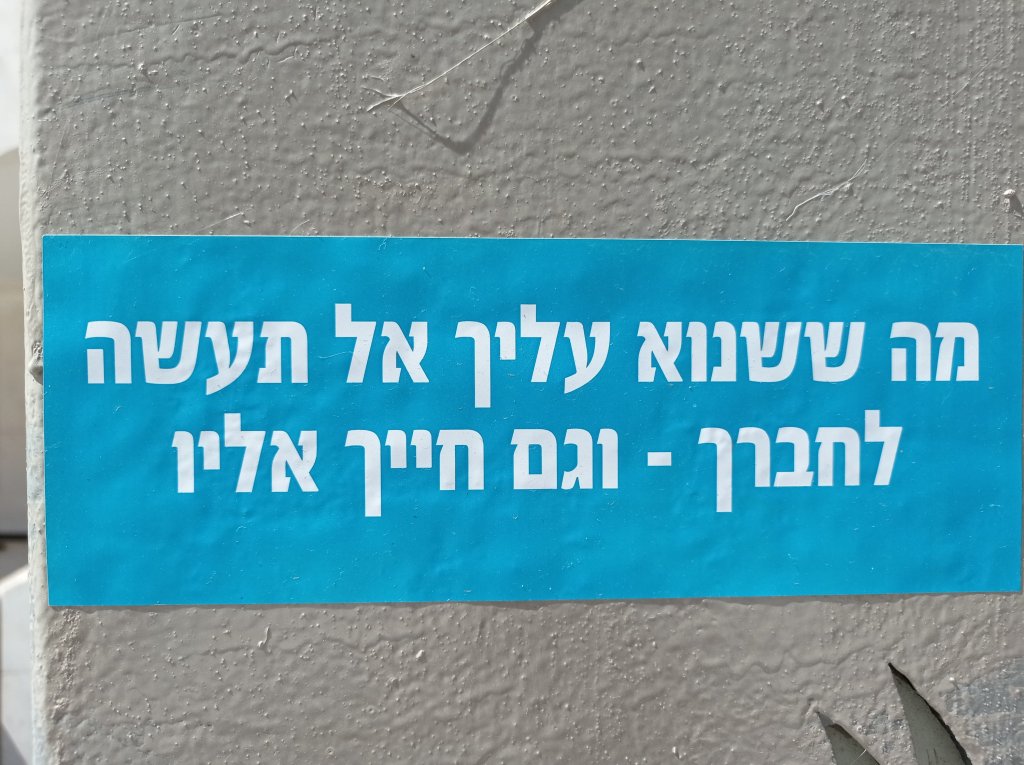 מה ששנוא עליך אל תעשה
לחברך - וגם חייך אליו